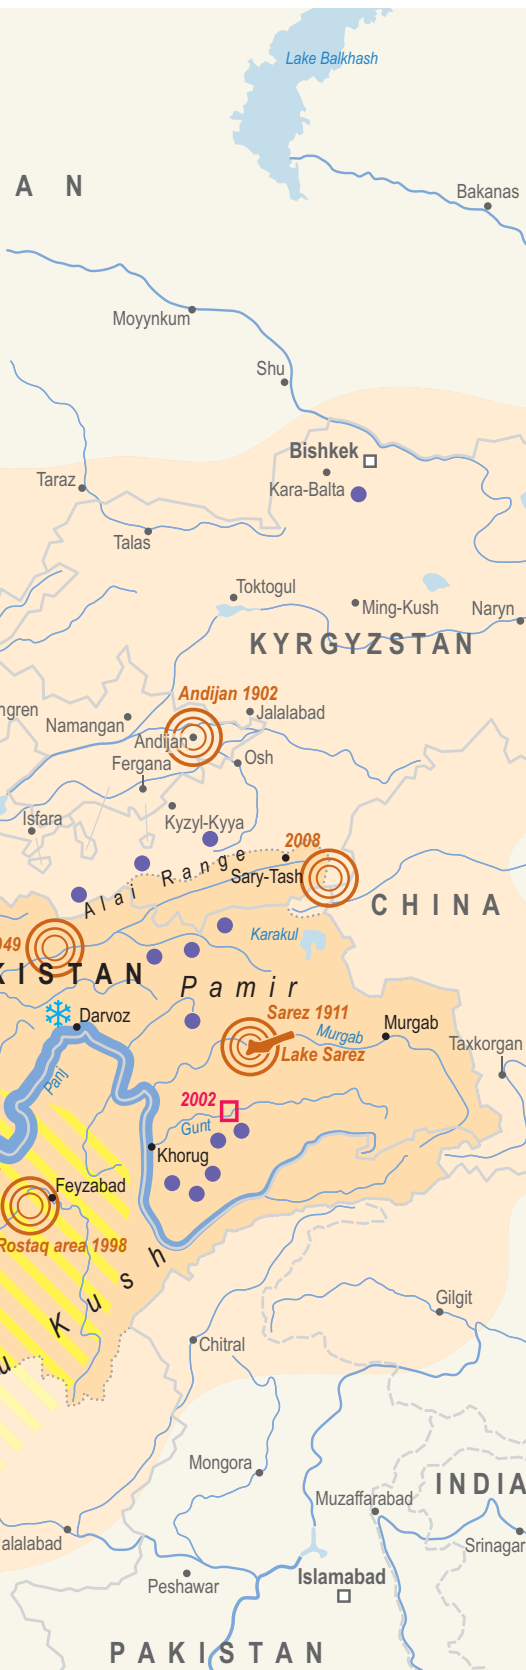 Lake Balkhash
A N
Bakanas
Moyynkum
Shu
Bishkek
Kara-Balta
Taraz
Talas
Toktogul
Ming-Kush
Naryn
KYRGYZSTAN
Andijan 1902
ngren
Namangan
Jalalabad
Andijan
Fergana
Osh
Isfara
Kyzyl-Kyya
2008
Alai Range
Sary-Tash
CHINA
949
Karakul
KISTAN
Pamir
Darvoz
Sarez 1911
Murgab
Murgab
Lake Sarez
Taxkorgan
Panj
2002
Gunt
Khorug
Feyzabad
Rostaq area 1998
u Kush
Gilgit
Chitral
Mongora
INDIA
Muzaffarabad
Srinagar
alalabad
Peshawar
Islamabad
PAKISTAN